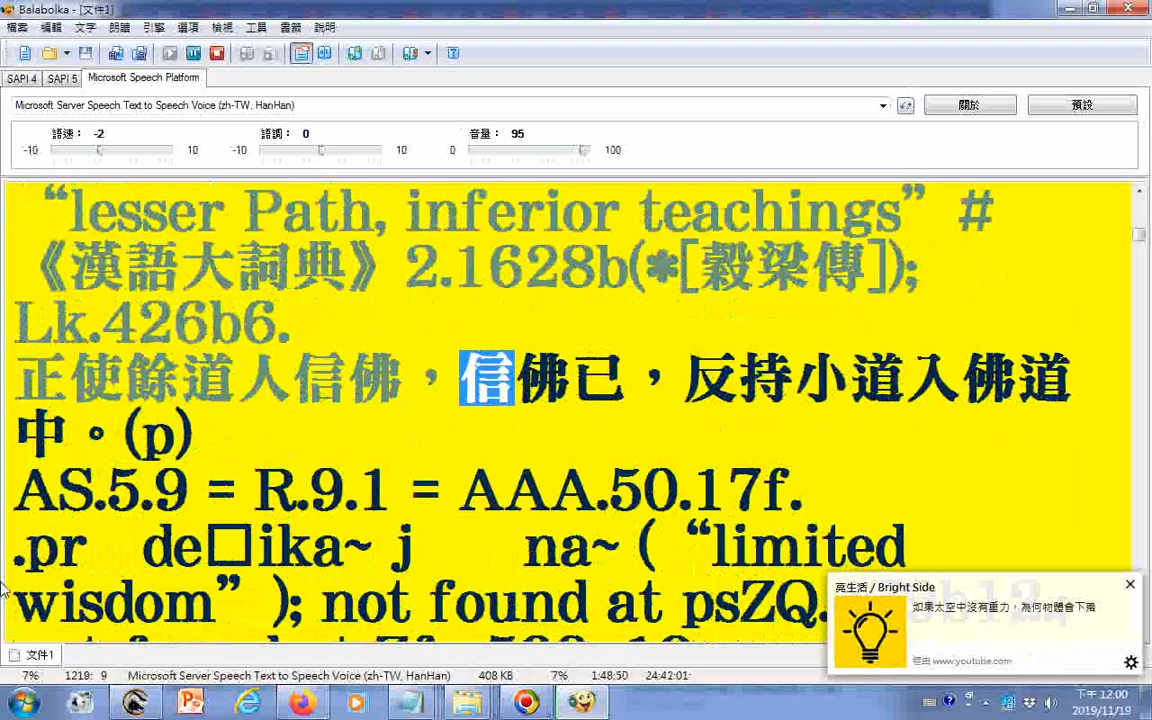 Balabolka - [文件1]
檔案 編輯 文字 朗讀 引擎 選項 檢視 工具 書籤 說明
SAPI 4 SAPI 5 Microsoft Speech Platform
Microsoft Server Speech Text to Speech Voice (zh-TW, HanHan) 關於 預設
語速： -2 語調： 0 音量： 95
-10 10 -10 10 0 100
“lesser Path, inferior teachings” #
《漢語大詞典》 2.1628b(*[穀梁傳]);
Lk.426b6.
正使餘道人信佛，信佛已，反持小道入佛道
中。(p)
AS.5.9 = R.9.1 = AAA.50.17f.
.pr de□ika~ j na~ ( “limited
wisdom” ); not found at psZQ.
亮生活 / Bright Side
如果太空中沒有重力，為何物體會下落
經由 www.youtube.com
文件1
7% 1219: 9 Microsoft Server Speech Text to Speech Voice (zh-TW, HanHan) 408 KB 7% 1:48:50 24:42:01
下午 12:00
2019/11/19